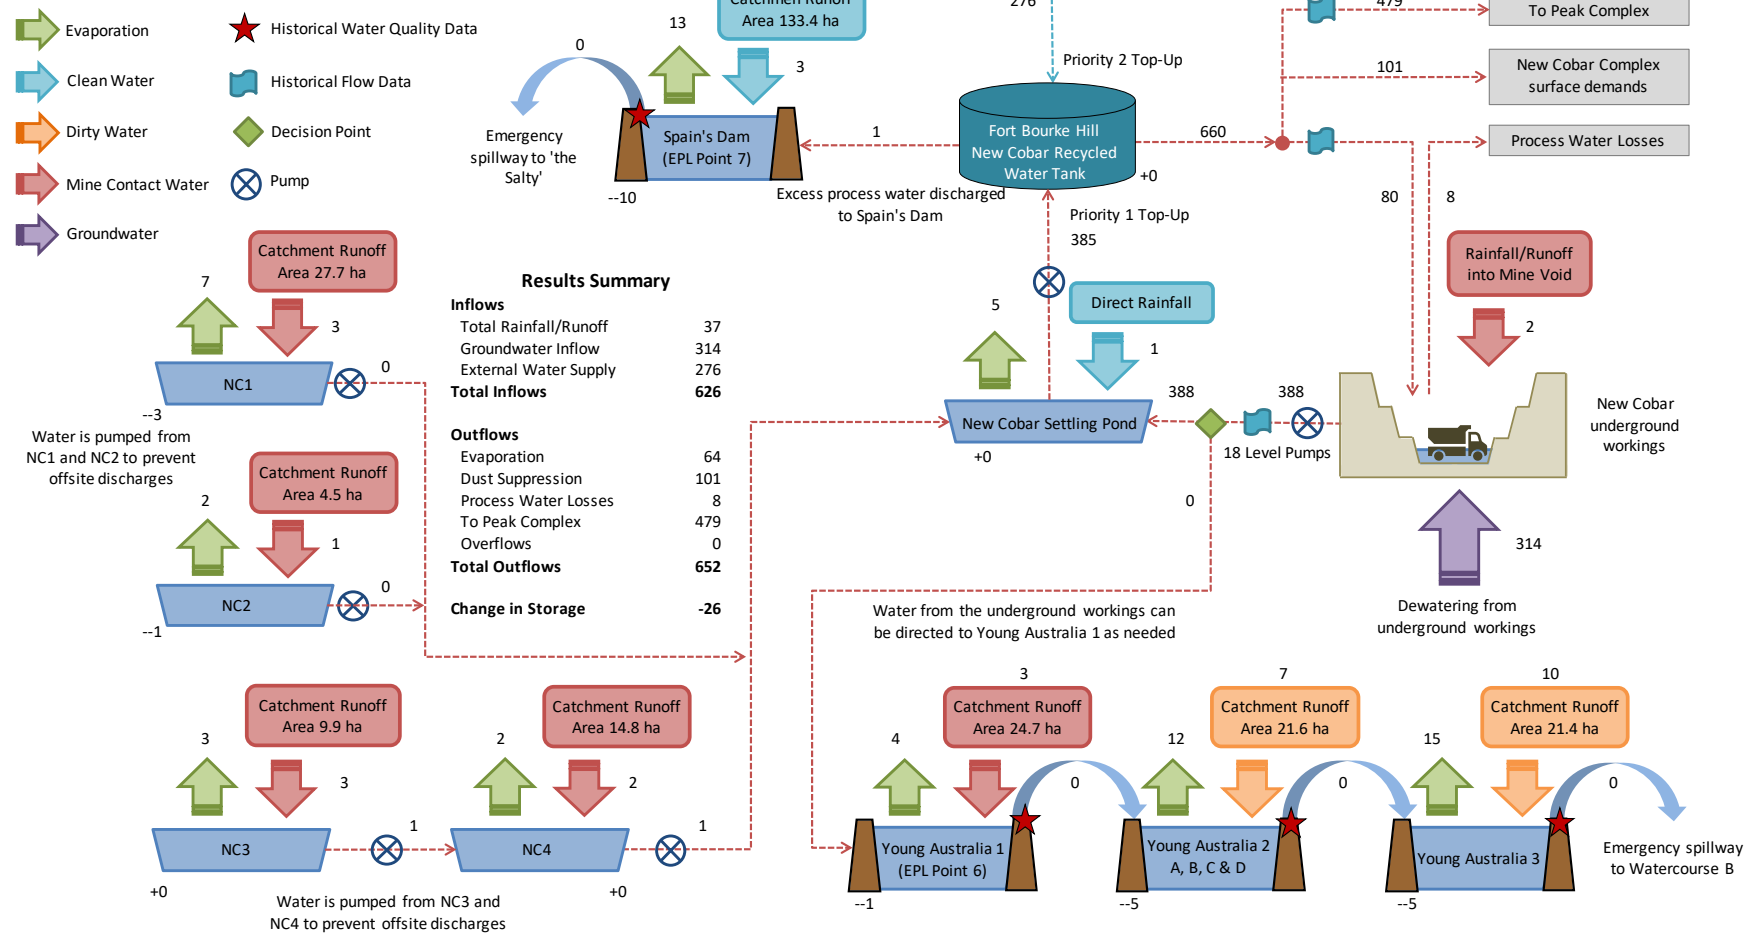 Evaporation
Clean Water
Dirty Water
Mine Contact Water
Groundwater
Historical Water Quality Data
Historical Flow Data
Decision Point
Pump
0
13
Catchment Runoff
Area 133.4 ha
3
Emergency
spillway to 'the
Salty'
Spain's Dam
(EPL Point 7)
--10
1
Excess process water discharged
to Spain's Dam
276
Priority 2 Top-Up
Fort Bourke Hill
New Cobar Recycled
Water Tank
+0
660
479
To Peak Complex
101
New Cobar Complex
surface demands
Process Water Losses
80
8
Priority 1 Top-Up
385
Rainfall/Runoff
into Mine Void
2
Catchment Runoff
Area 27.7 ha
7
3
NC1
0
--3
Water is pumped from
NC1 and NC2 to prevent
offsite discharges
Catchment Runoff
Area 4.5 ha
2
1
NC2
0
--1
Results Summary
Inflows
Total Rainfall/Runoff 37
Groundwater Inflow 314
External Water Supply 276
Total Inflows 626
Outflows
Evaporation 64
Dust Suppression 101
Process Water Losses 8
To Peak Complex 479
Overflows 0
Total Outflows 652
Change in Storage -26
5
Direct Rainfall
1
New Cobar Settling Pond
+0
388
388
18 Level Pumps
0
New Cobar
underground
workings
314
Dewatering from
underground workings
Water from the underground workings can
be directed to Young Australia 1 as needed
Catchment Runoff
Area 9.9 ha
3
3
NC3
+0
1
Catchment Runoff
Area 14.8 ha
2
2
NC4
+0
1
Water is pumped from NC3 and
NC4 to prevent offsite discharges
3
Catchment Runoff
Area 24.7 ha
4
0
Young Australia 1
(EPL Point 6)
--1
7
Catchment Runoff
Area 21.6 ha
12
0
Young Australia 2
A, B, C & D
--5
10
Catchment Runoff
Area 21.4 ha
15
0
Young Australia 3
--5
Emergency spillway
to Watercourse B